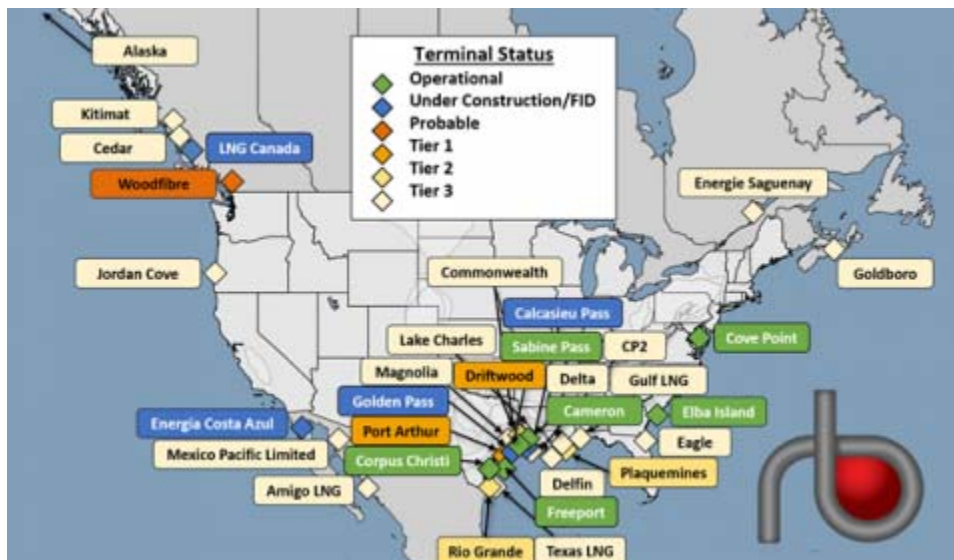 Alaska
Terminal Status
Operational
Under Construction/FID
Probable
Tier 1
Tier 2
Tier 3
Kitimat
Cedar
LNG Canada
Woodfibre
Energie Saguenay
Jordan Cove
Commonwealth
Goldboro
Calcasieu Pass
Lake Charles
Sabine Pass
CP2
Cove Point
Magnolia
Driftwood
Delta
Gulf LNG
Golden Pass
Cameron
Elba Island
Energia Costa Azul
Port Arthur
Eagle
Mexico Pacific Limited
Corpus Christi
Plaquemines
Amigo LNG
Delfin
Freeport
Rio Grande
Texas LNG